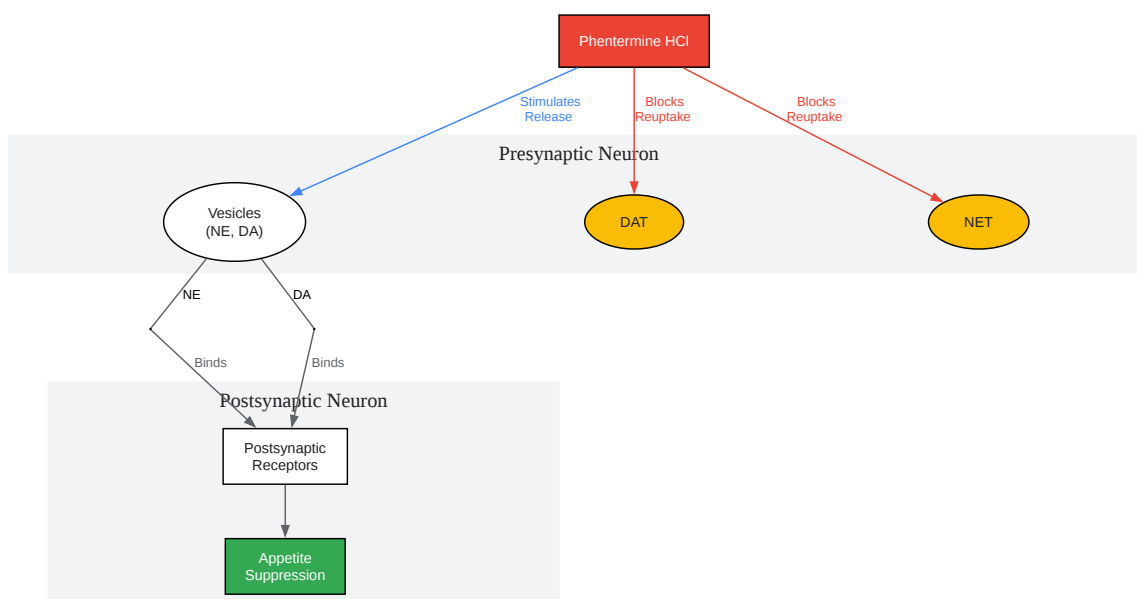 Phentermine HCl
Stimulates
Release
Blocks
Reuptake
Blocks
Reuptake
Presynaptic Neuron
Vesicles
(NE, DA)
DAT
NET
NE
DA
Binds
Binds
Postsynaptic Neuron
Postsynaptic
Receptors
Appetite
Suppression